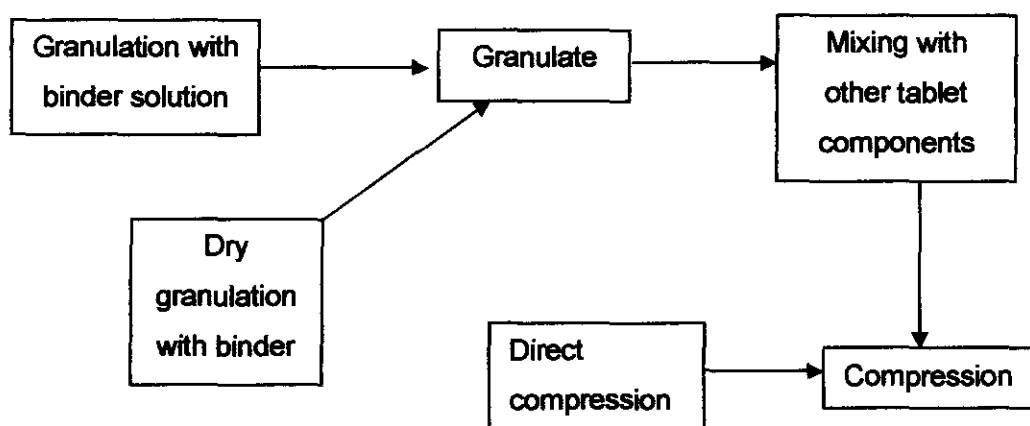 Granulation with
binder solution
Granulate
Mixing with
other tablet
components
Dry
granulation
with binder
Direct
compression
Compression